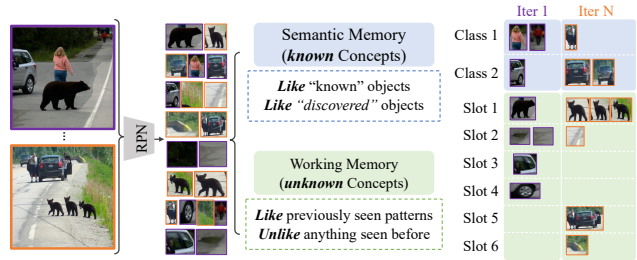 RPN
Semantic Memory
(known Concepts)
Like “known” objects
Like “discovered” objects
Working Memory
(unknown Concepts)
Like previously seen patterns
Unlike anything seen before
Iter 1
Iter N
Class 1
Class 2
Slot 1
Slot 2
Slot 3
Slot 4
Slot 5
Slot 6